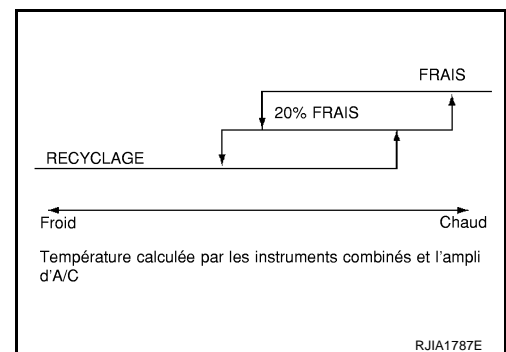 FRAIS
20% FRAIS
RECYCLAGE
Froid
Chaud
Température calculée par les instruments combinés et l'ampli
d'A/C
RJIA1787E